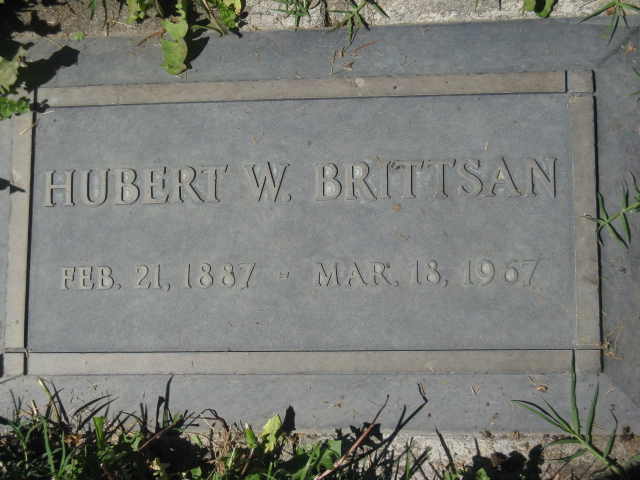 HUBERT W. BRITTSAN
FEB. 21, 1887 - MAR. 18, 1967